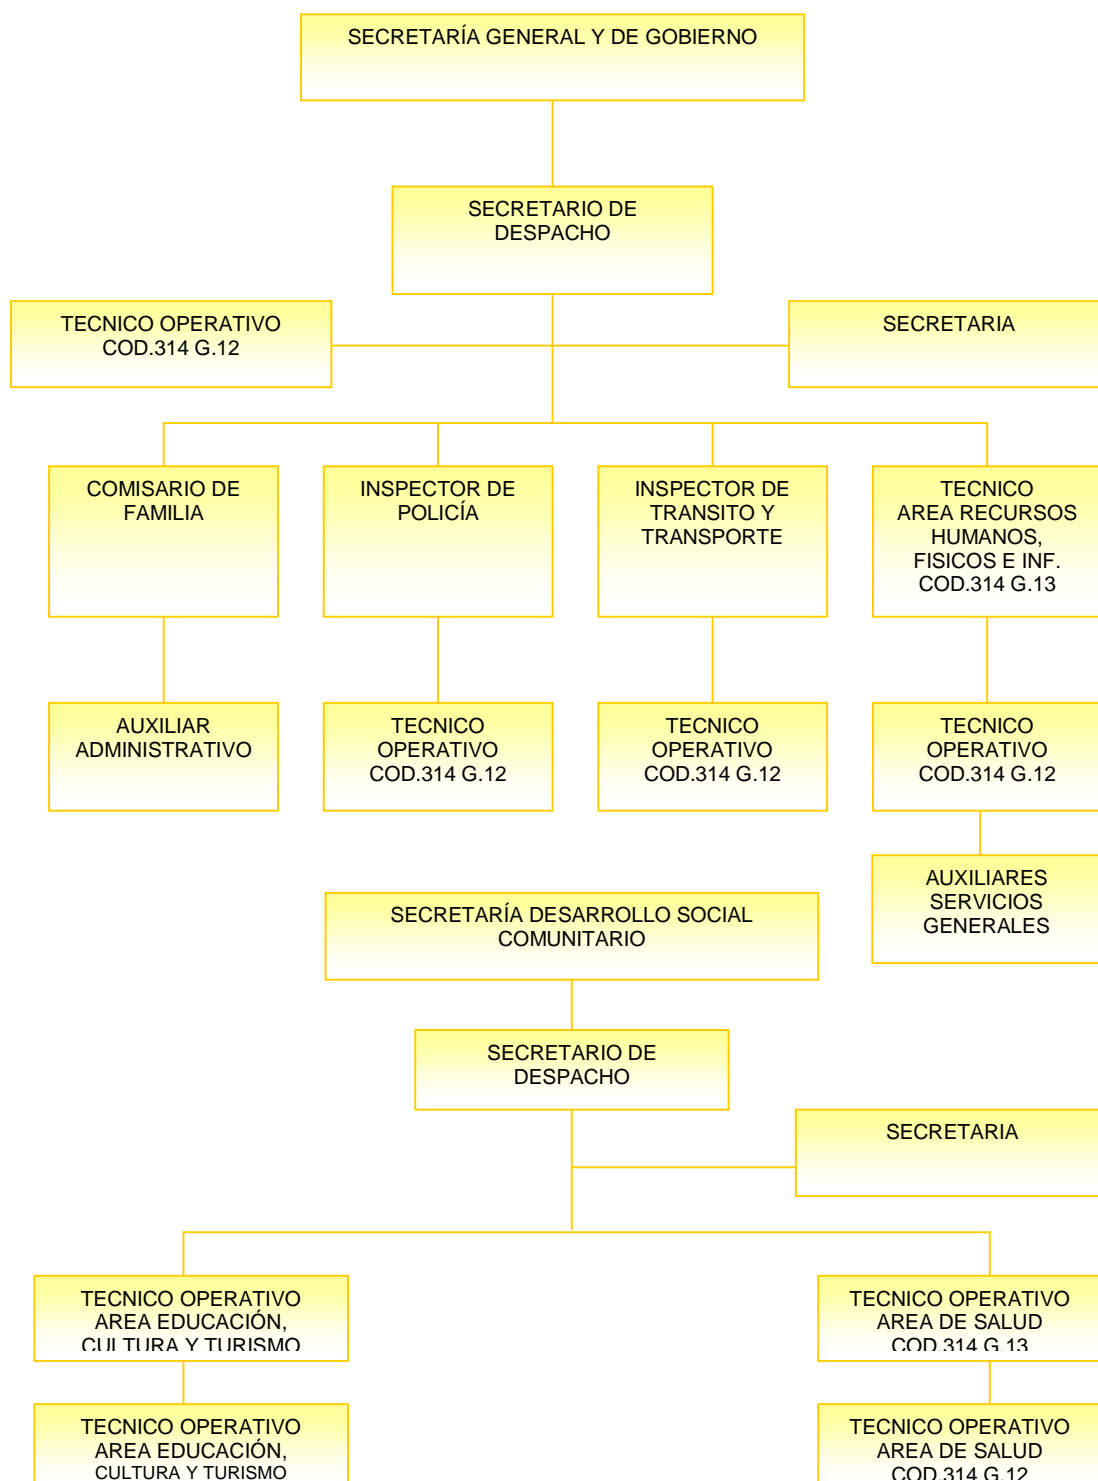 SECRETARÍA GENERAL Y DE GOBIERNO
SECRETARIO DE
DESPACHO
TECNICO OPERATIVO
COD.314 G.12
SECRETARIA
COMISARIO DE
FAMILIA
INSPECTOR DE
POLICÍA
INSPECTOR DE
TRANSITO Y
TRANSPORTE
TECNICO
AREA RECURSOS
HUMANOS,
FISICOS E INF.
COD.314 G.13
AUXILIAR
ADMINISTRATIVO
TECNICO
OPERATIVO
COD.314 G.12
TECNICO
OPERATIVO
COD.314 G.12
TECNICO
OPERATIVO
COD.314 G.12
AUXILIARES
SERVICIOS
GENERALES
SECRETARÍA DESARROLLO SOCIAL
COMUNITARIO
SECRETARIO DE
DESPACHO
SECRETARIA
TECNICO OPERATIVO
AREA EDUCACIÓN,
CULTURA Y TURISMO
TECNICO OPERATIVO
AREA DE SALUD
COD.314 G.13
TECNICO OPERATIVO
AREA EDUCACIÓN,
CULTURA Y TURISMO
TECNICO OPERATIVO
AREA DE SALUD
COD.314 G.12